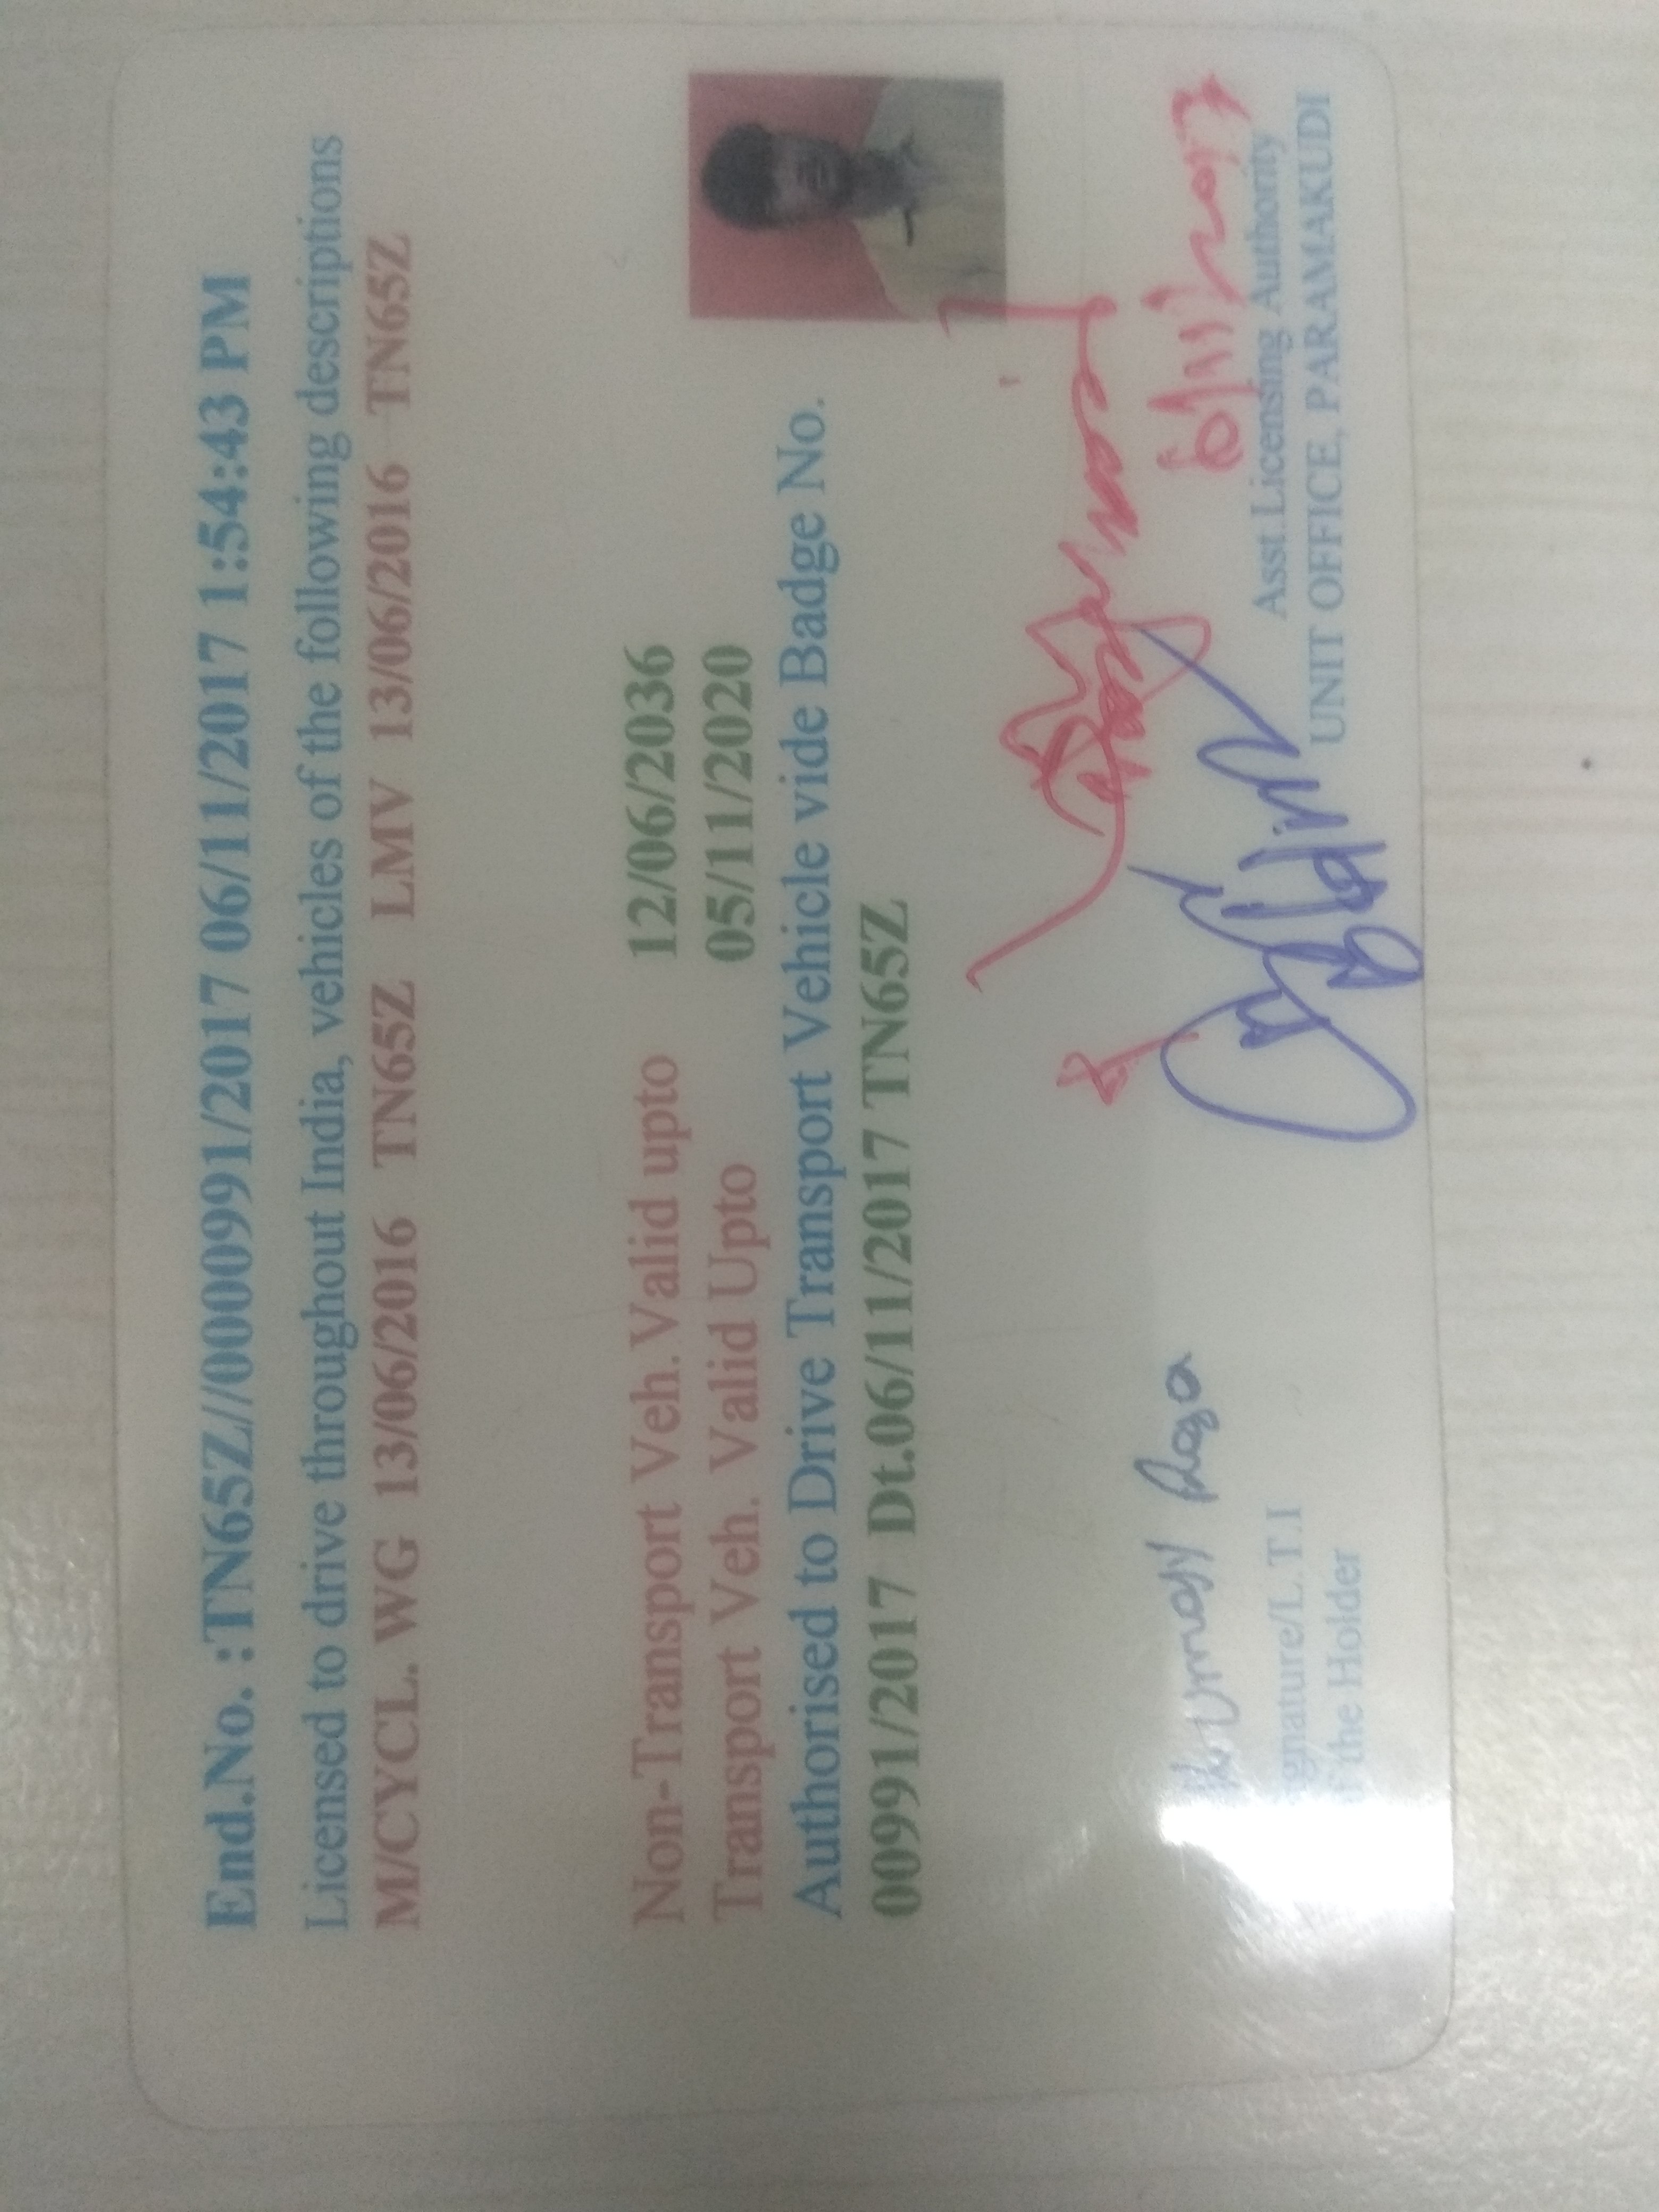 End.No. :TN65Z//000991/2017 06/11/2017 1:54:43 PM
Licensed to drive throughout India, vehicles of the following descriptions
M/CYCL. WG 13/06/2016 TN65Z LMV 13/06/2016 TN65Z
Non-Transport Veh.Valid upto 12/06/2036
Transport Veh. Valid Upto 05/11/2020
Authorised to Drive Transport Vehicle vide Badge No.
00991/2017 Dt.06/11/2017 TN65Z
Asst.Licensing Authority
UNIT OFFICE, PARAMAKUDI
the Holder